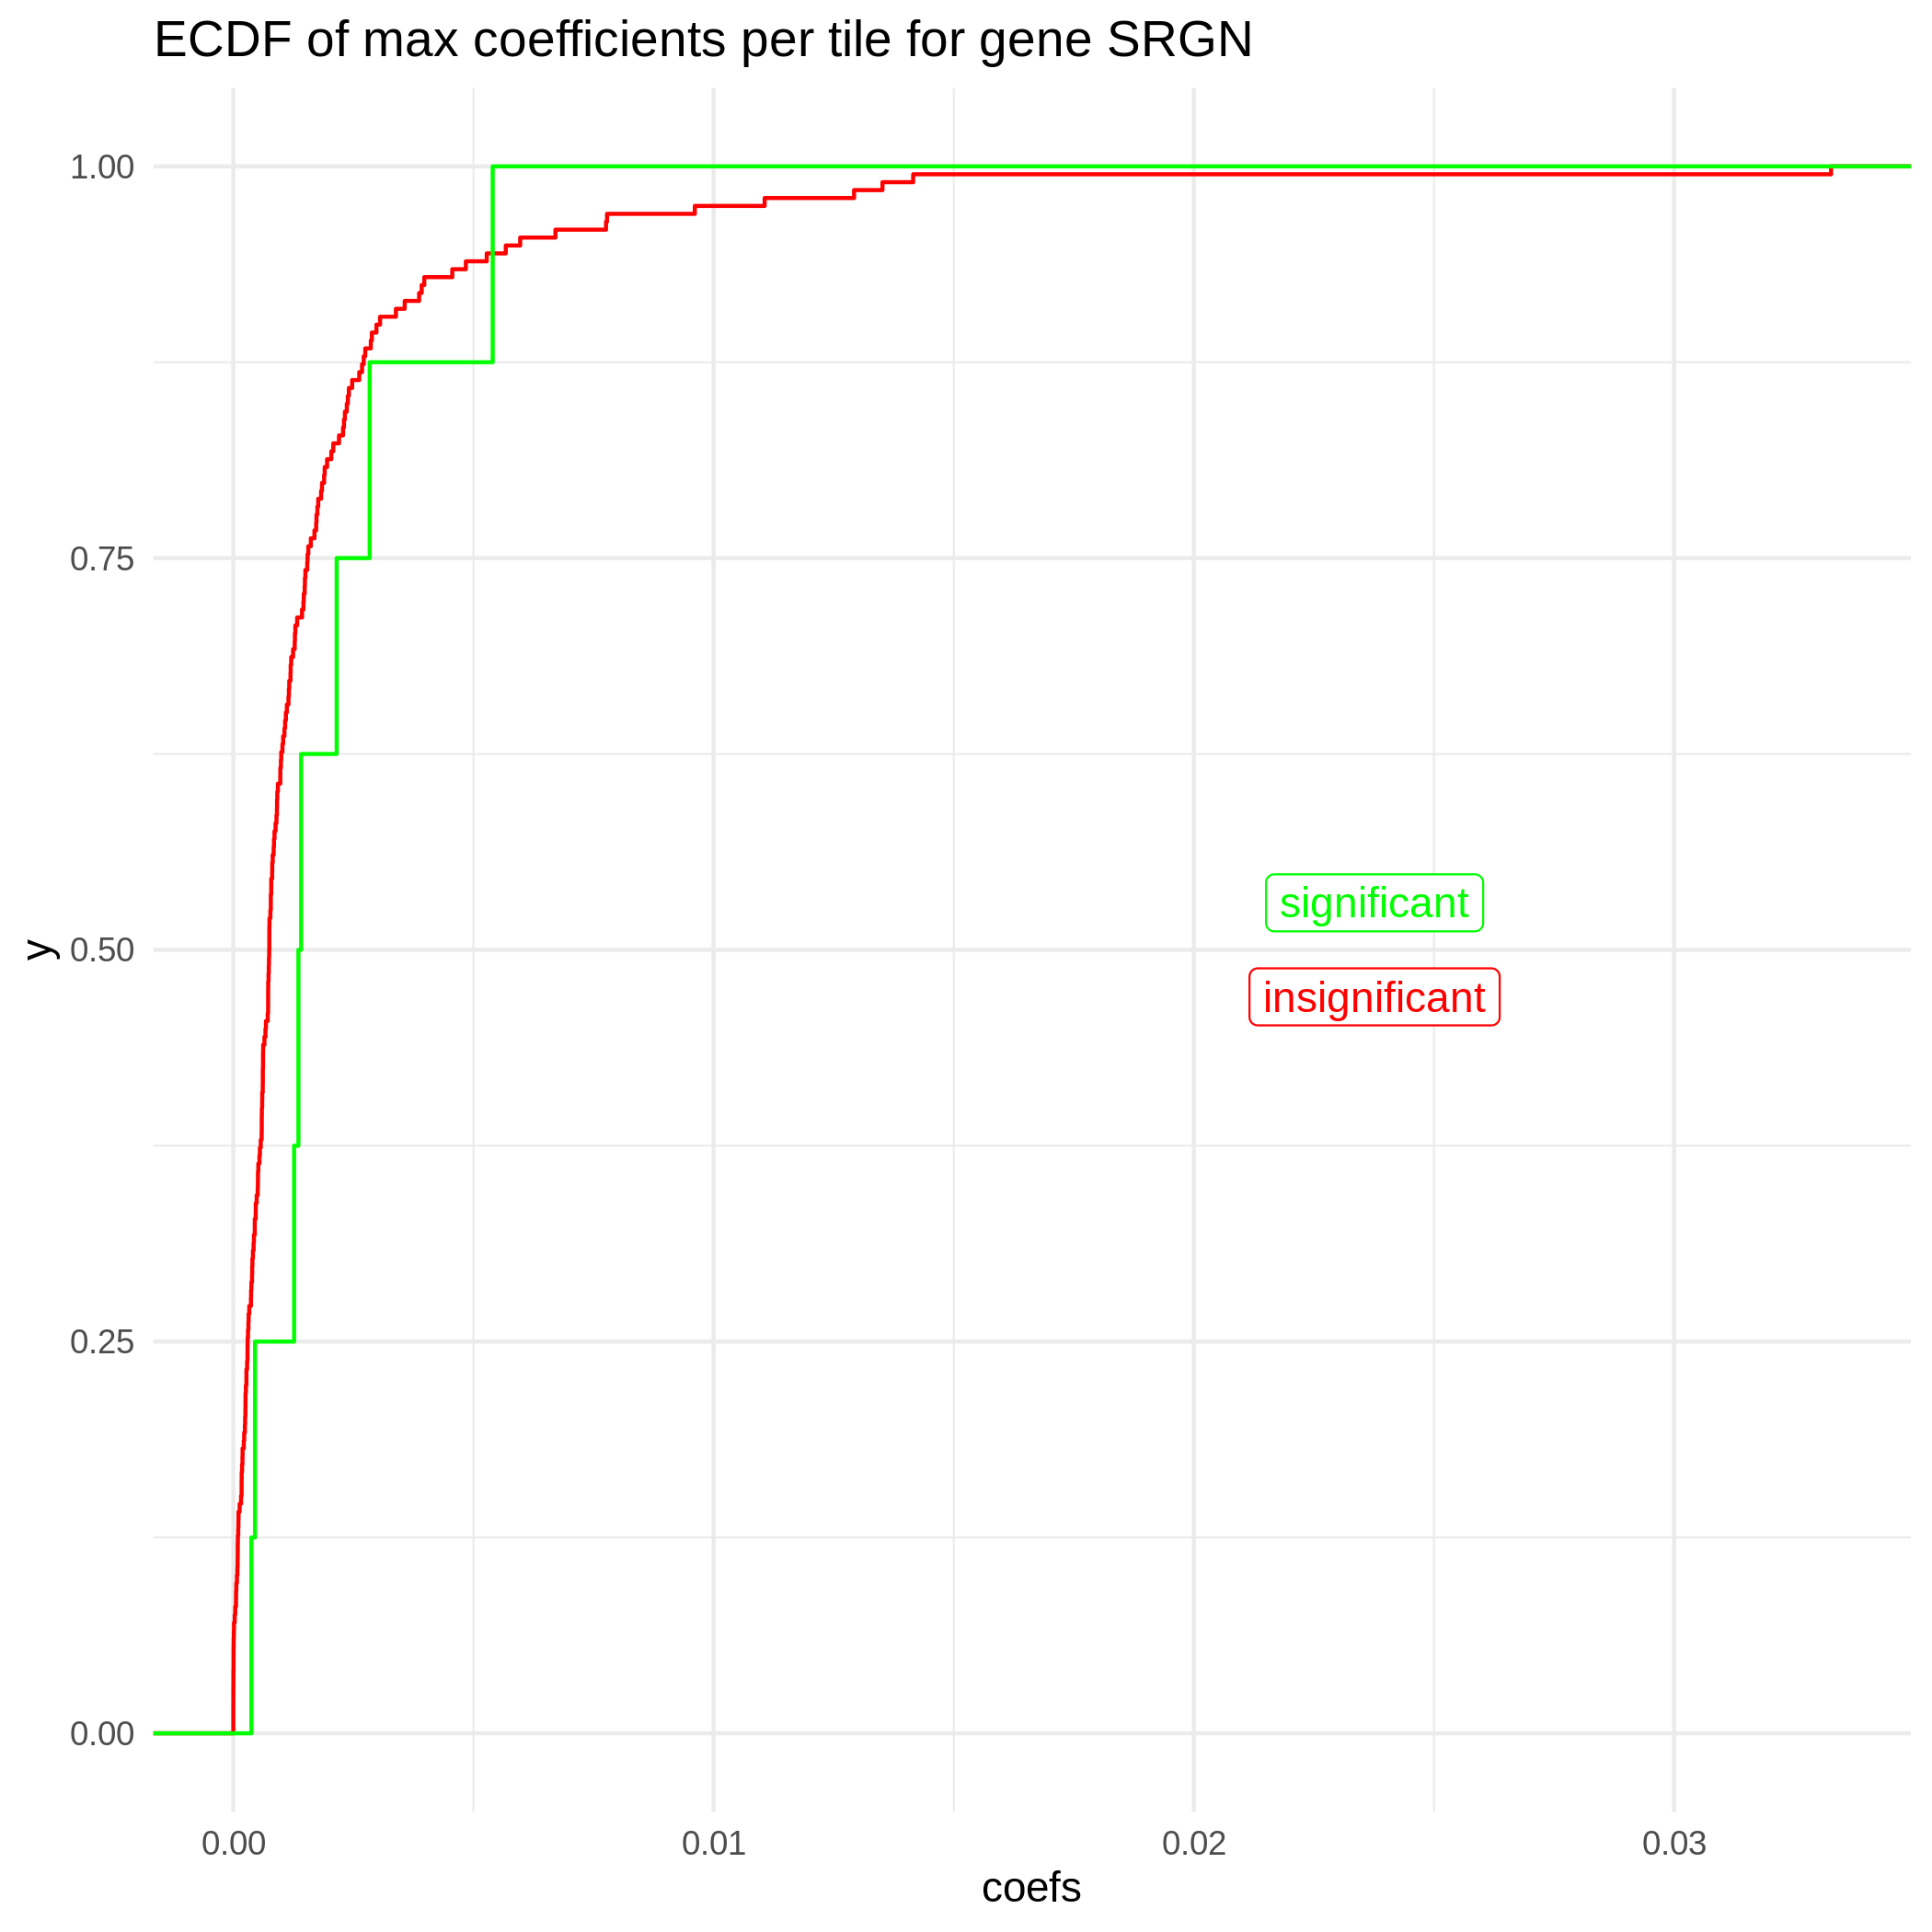 ECDF of max coefficients per tile for gene SRGN
1.00
0.75
0.50
0.25
0.00
y
significant
insignificant
0.00 0.01 0.02 0.03
coefs